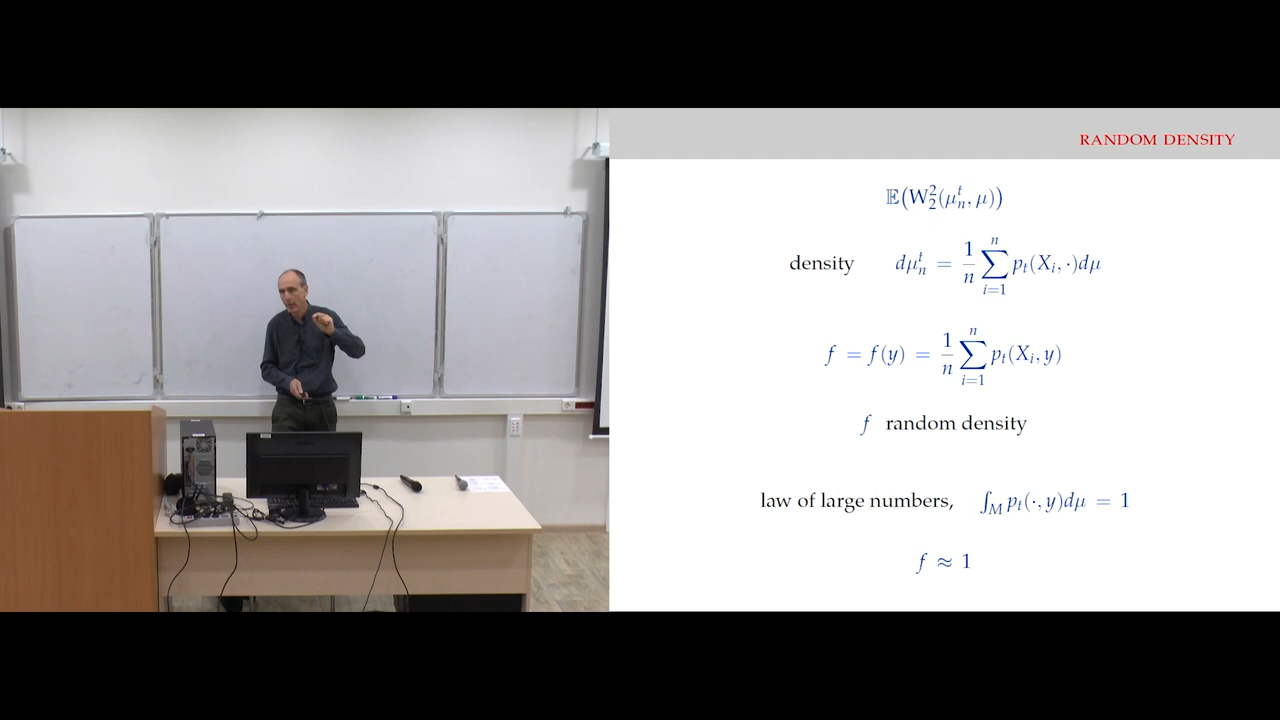 RANDOM DENSITY
𝔼(W₂²(μₙᵗ, μ))
density dμₙᵗ = 1/n ∑ᵢ₌₁ⁿ pₜ(Xᵢ, ·)dμ
f = f(y) = 1/n ∑ᵢ₌₁ⁿ pₜ(Xᵢ, y)
f random density
law of large numbers, ∫_M pₜ(·, y)dμ = 1
f ≈ 1